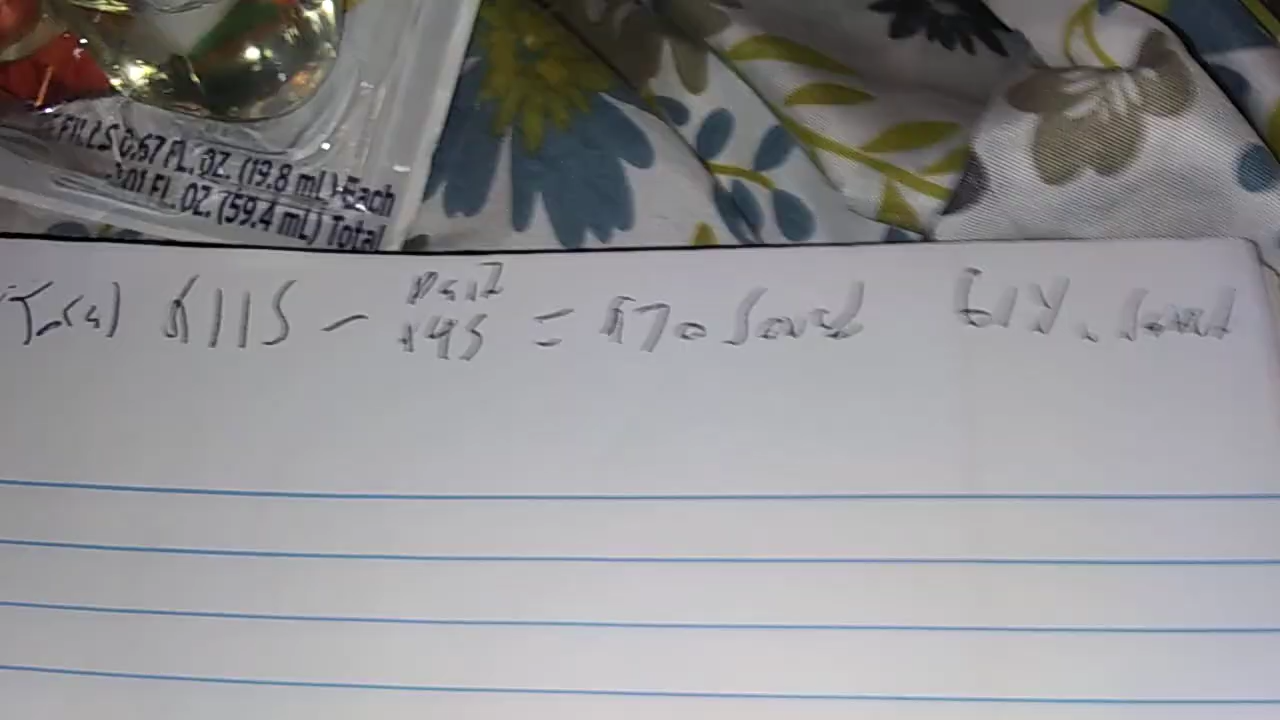 FILLS 0.67 FL. OZ. (19.8 mL) Each
2.01 FL. OZ. (59.4 mL) Total
Total $115 - Paid $45 = $70 Saved 61%. Saved